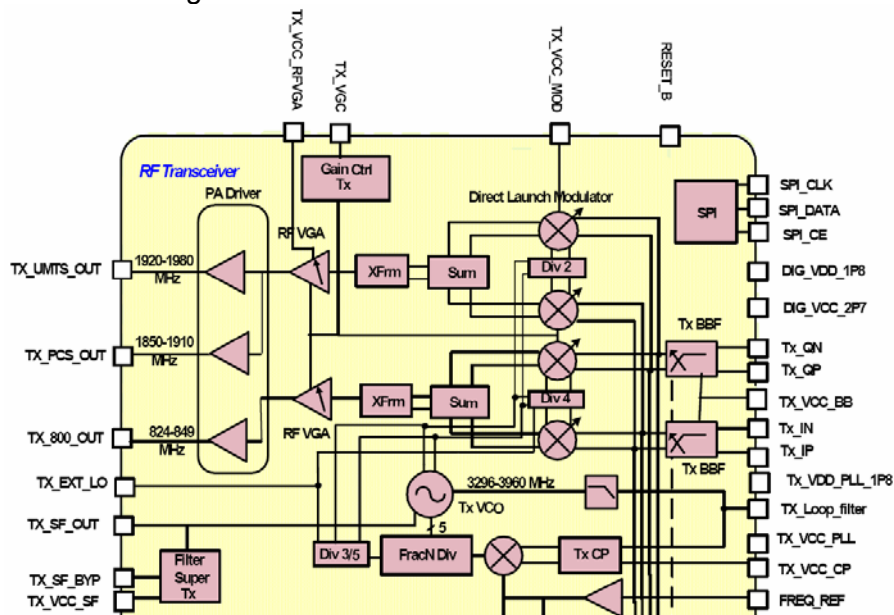 TX_VCC_RFVGA
TX_VGC
TX_VCC_MOD
RESET_B
RF Transceiver
PA Driver
Gain Ctrl
Tx
Direct Launch Modulator
SPI
SPI_CLK
SPI_DATA
SPI_CE
RF VGA
TX_UMTS_OUT
1920-1980
MHz
XFrm
Sum
Div 2
DIG_VDD_1P8
DIG_VCC_2P7
Tx BBF
TX_PCS_OUT
1850-1910
MHz
Tx_QN
Tx_QP
XFrm
Sum
Div 4
TX_VCC_BB
TX_800_OUT
824-849
MHz
RF VGA
Tx_IN
Tx_IP
Tx BBF
TX_EXT_LO
3296-3960 MHz
Tx VCO
Tx_VDD_PLL_1P8
TX_Loop_filter
TX_SF_OUT
5
Div 3/5
FracN Div
Tx CP
TX_VCC_PLL
TX_VCC_CP
Filter
Super
Tx
TX_SF_BYP
TX_VCC_SF
FREQ_REF